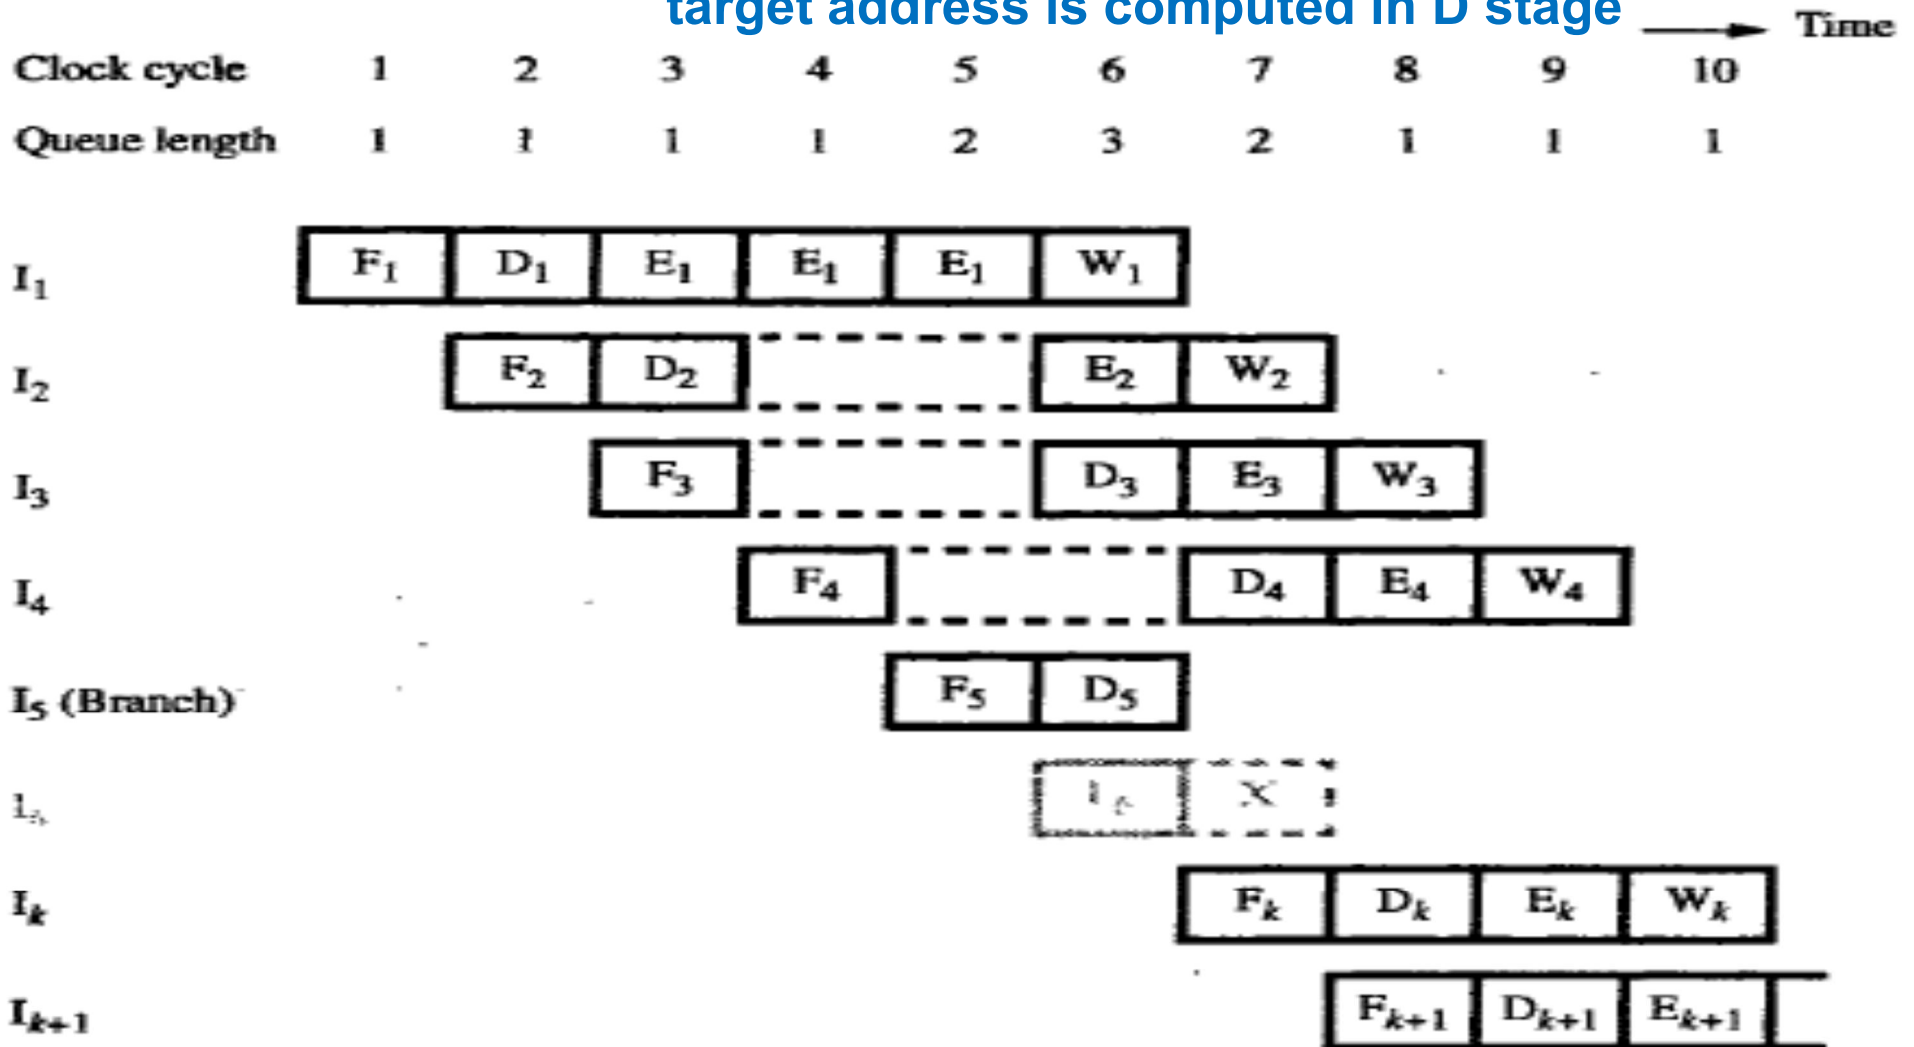 target address is computed in D stage
Time
Clock cycle 1 2 3 4 5 6 7 8 9 10
Queue length 1 1 1 1 2 3 2 1 1 1
I1 F1 D1 E1 E1 E1 W1
I2 F2 D2 E2 W2
I3 F3 D3 E3 W3
I4 F4 D4 E4 W4
I5 (Branch) F5 D5
X
Ik Fk Dk Ek Wk
Ik+1 Fk+1 Dk+1 Ek+1